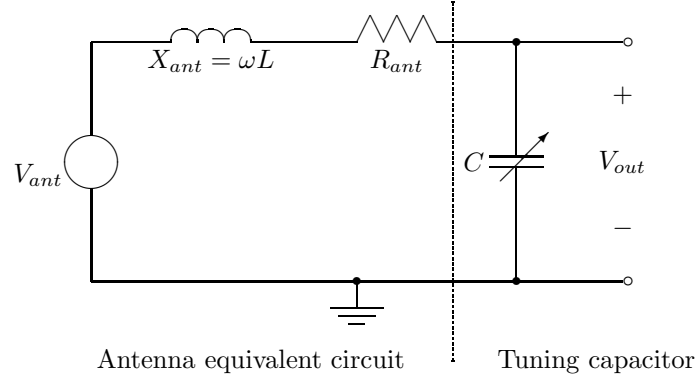 X_ant = ωL
R_ant
+
V_ant
C
V_out
−
Antenna equivalent circuit
Tuning capacitor